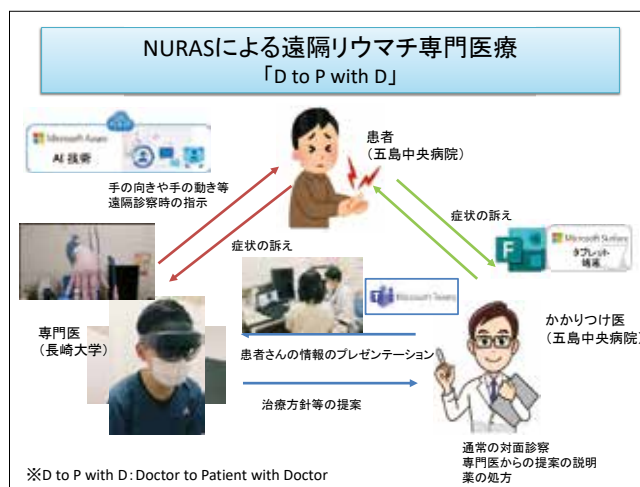 NURASによる遠隔リウマチ専門医療
「D to P with D」
Microsoft Azure
AI 技術
患者
（五島中央病院）
手の向きや手の動き等
遠隔診察時の指示
症状の訴え
症状の訴え
Microsoft Surface
タブレット
端末
Microsoft Teams
専門医
（長崎大学）
かかりつけ医
（五島中央病院）
患者さんの情報のプレゼンテーション
治療方針等の提案
通常の対面診察
専門医からの提案の説明
薬の処方
※D to P with D：Doctor to Patient with Doctor